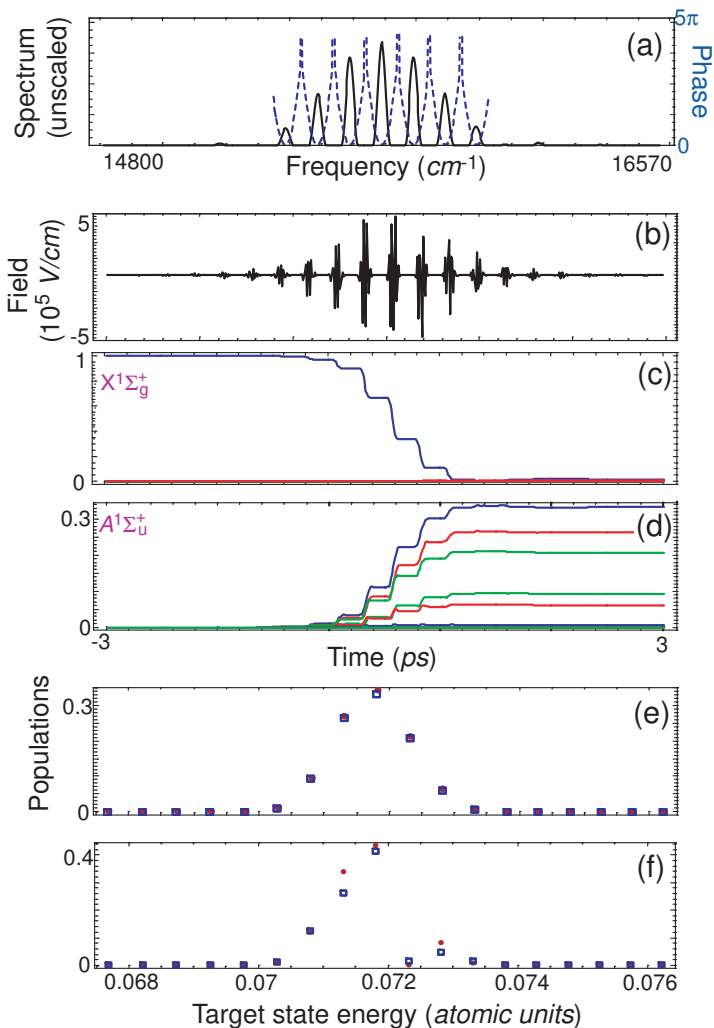 Spectrum
(unscaled)
(a)
5π
0
Phase
14800
Frequency (cm-1)
16570
Field
(10⁵ V/cm)
5
-5
(b)
1
0
X¹Σg⁺
(c)
0.3
0
A¹Σu⁺
(d)
-3
Time (ps)
3
Populations
0.3
0
(e)
0.4
0
(f)
0.068
0.07
0.072
0.074
0.076
Target state energy (atomic units)